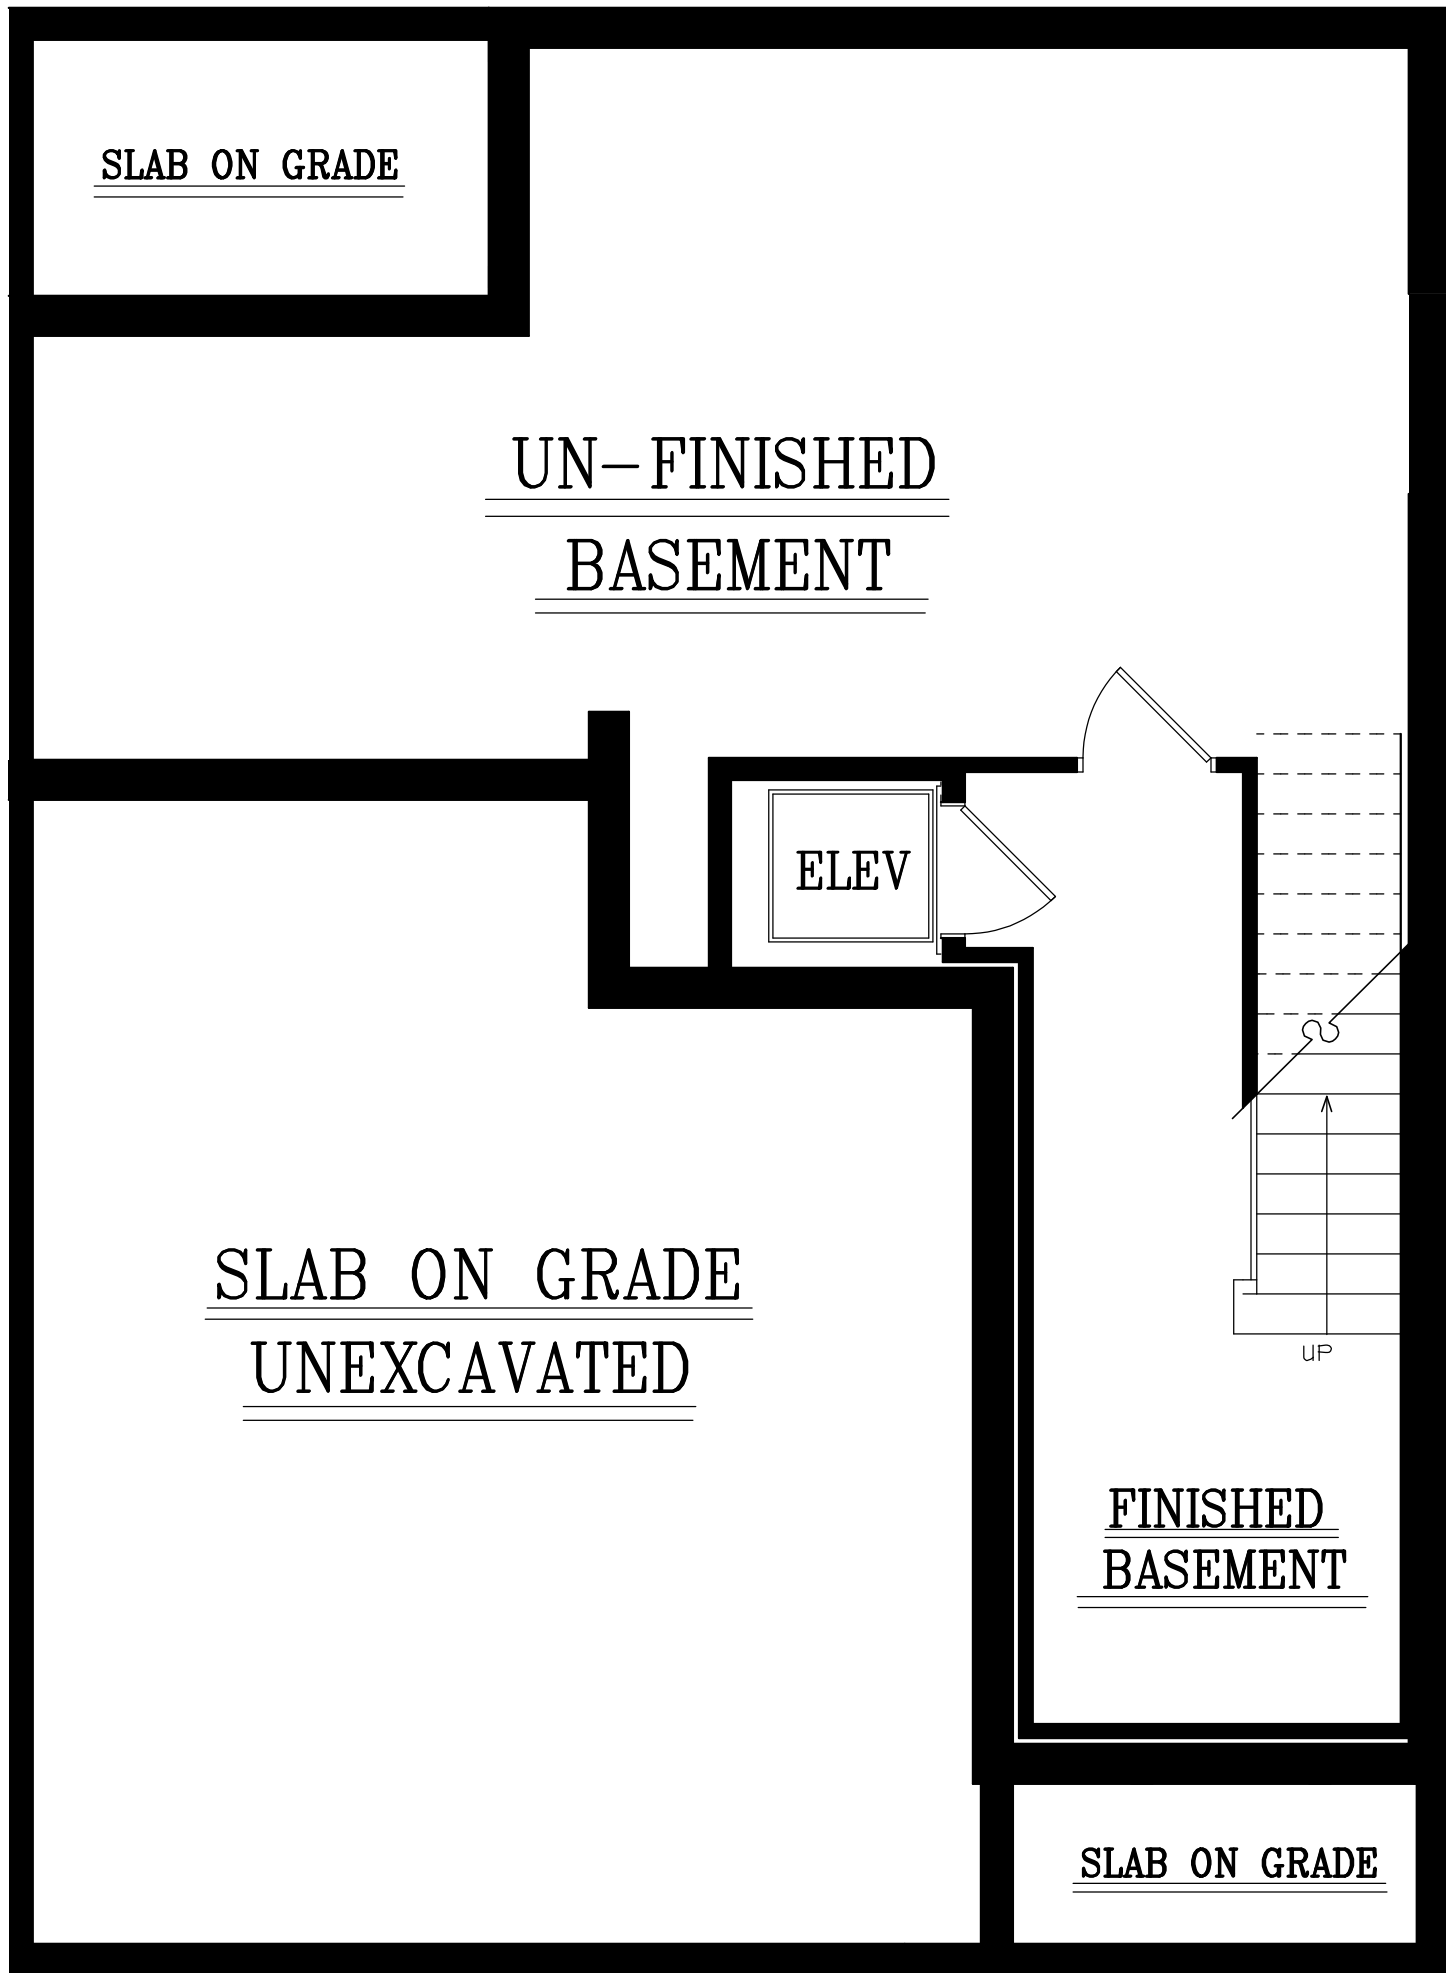 SLAB ON GRADE
UN-FINISHED
BASEMENT
ELEV
SLAB ON GRADE
UNEXCAVATED
UP
FINISHED
BASEMENT
SLAB ON GRADE